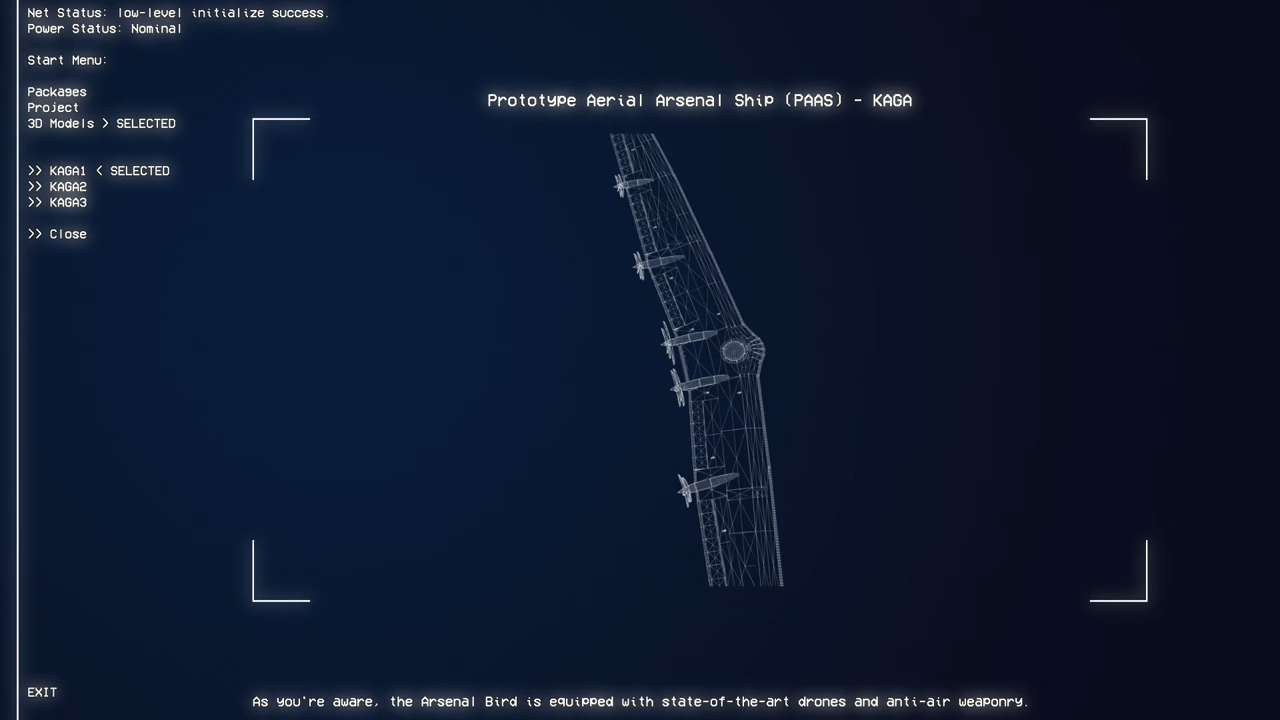 Net Status: low-level initialize success.
Power Status: Nominal
Start Menu:
Packages
Project
3D Models > SELECTED
>> KAGA1 < SELECTED
>> KAGA2
>> KAGA3
>> Close
Prototype Aerial Arsenal Ship (PAAS) - KAGA
EXIT
As you're aware, the Arsenal Bird is equipped with state-of-the-art drones and anti-air weaponry.